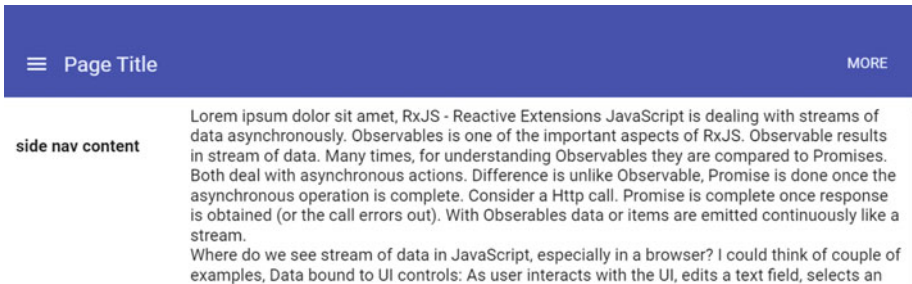 Page Title
MORE
side nav content
Lorem ipsum dolor sit amet, RxJS - Reactive Extensions JavaScript is dealing with streams of
data asynchronously. Observables is one of the important aspects of RxJS. Observable results
in stream of data. Many times, for understanding Observables they are compared to Promises.
Both deal with asynchronous actions. Difference is unlike Observable, Promise is done once the
asynchronous operation is complete. Consider a Http call. Promise is complete once response
is obtained (or the call errors out). With Obserables data or items are emitted continuously like a
stream.
Where do we see stream of data in JavaScript, especially in a browser? I could think of couple of
examples, Data bound to UI controls: As user interacts with the UI, edits a text field, selects an